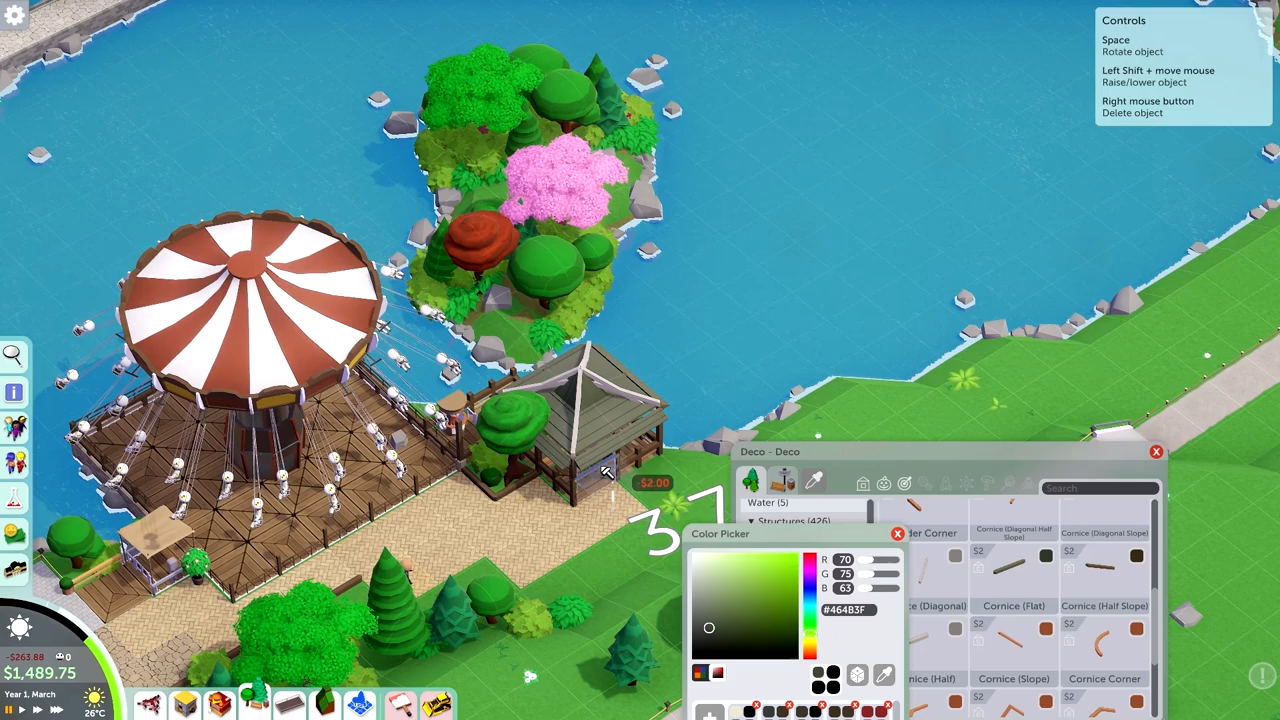 Controls
Space
Rotate object
Left Shift + move mouse
Raise/lower object
Right mouse button
Delete object
-$2.00
37
Deco - Deco
Search
Water (5)
Structures (426)
der Corner
Cornice (Diagonal Half Slope)
Cornice (Diagonal Slope)
$2
$2
$2
ce (Diagonal)
Cornice (Flat)
Cornice (Half Slope)
$2
$2
ce (Half)
Cornice (Slope)
Cornice Corner
$2
$2
Color Picker
R 70
G 75
B 63
#464B3F
-$263.88
0
$1,489.75
Year 1, March
26°C